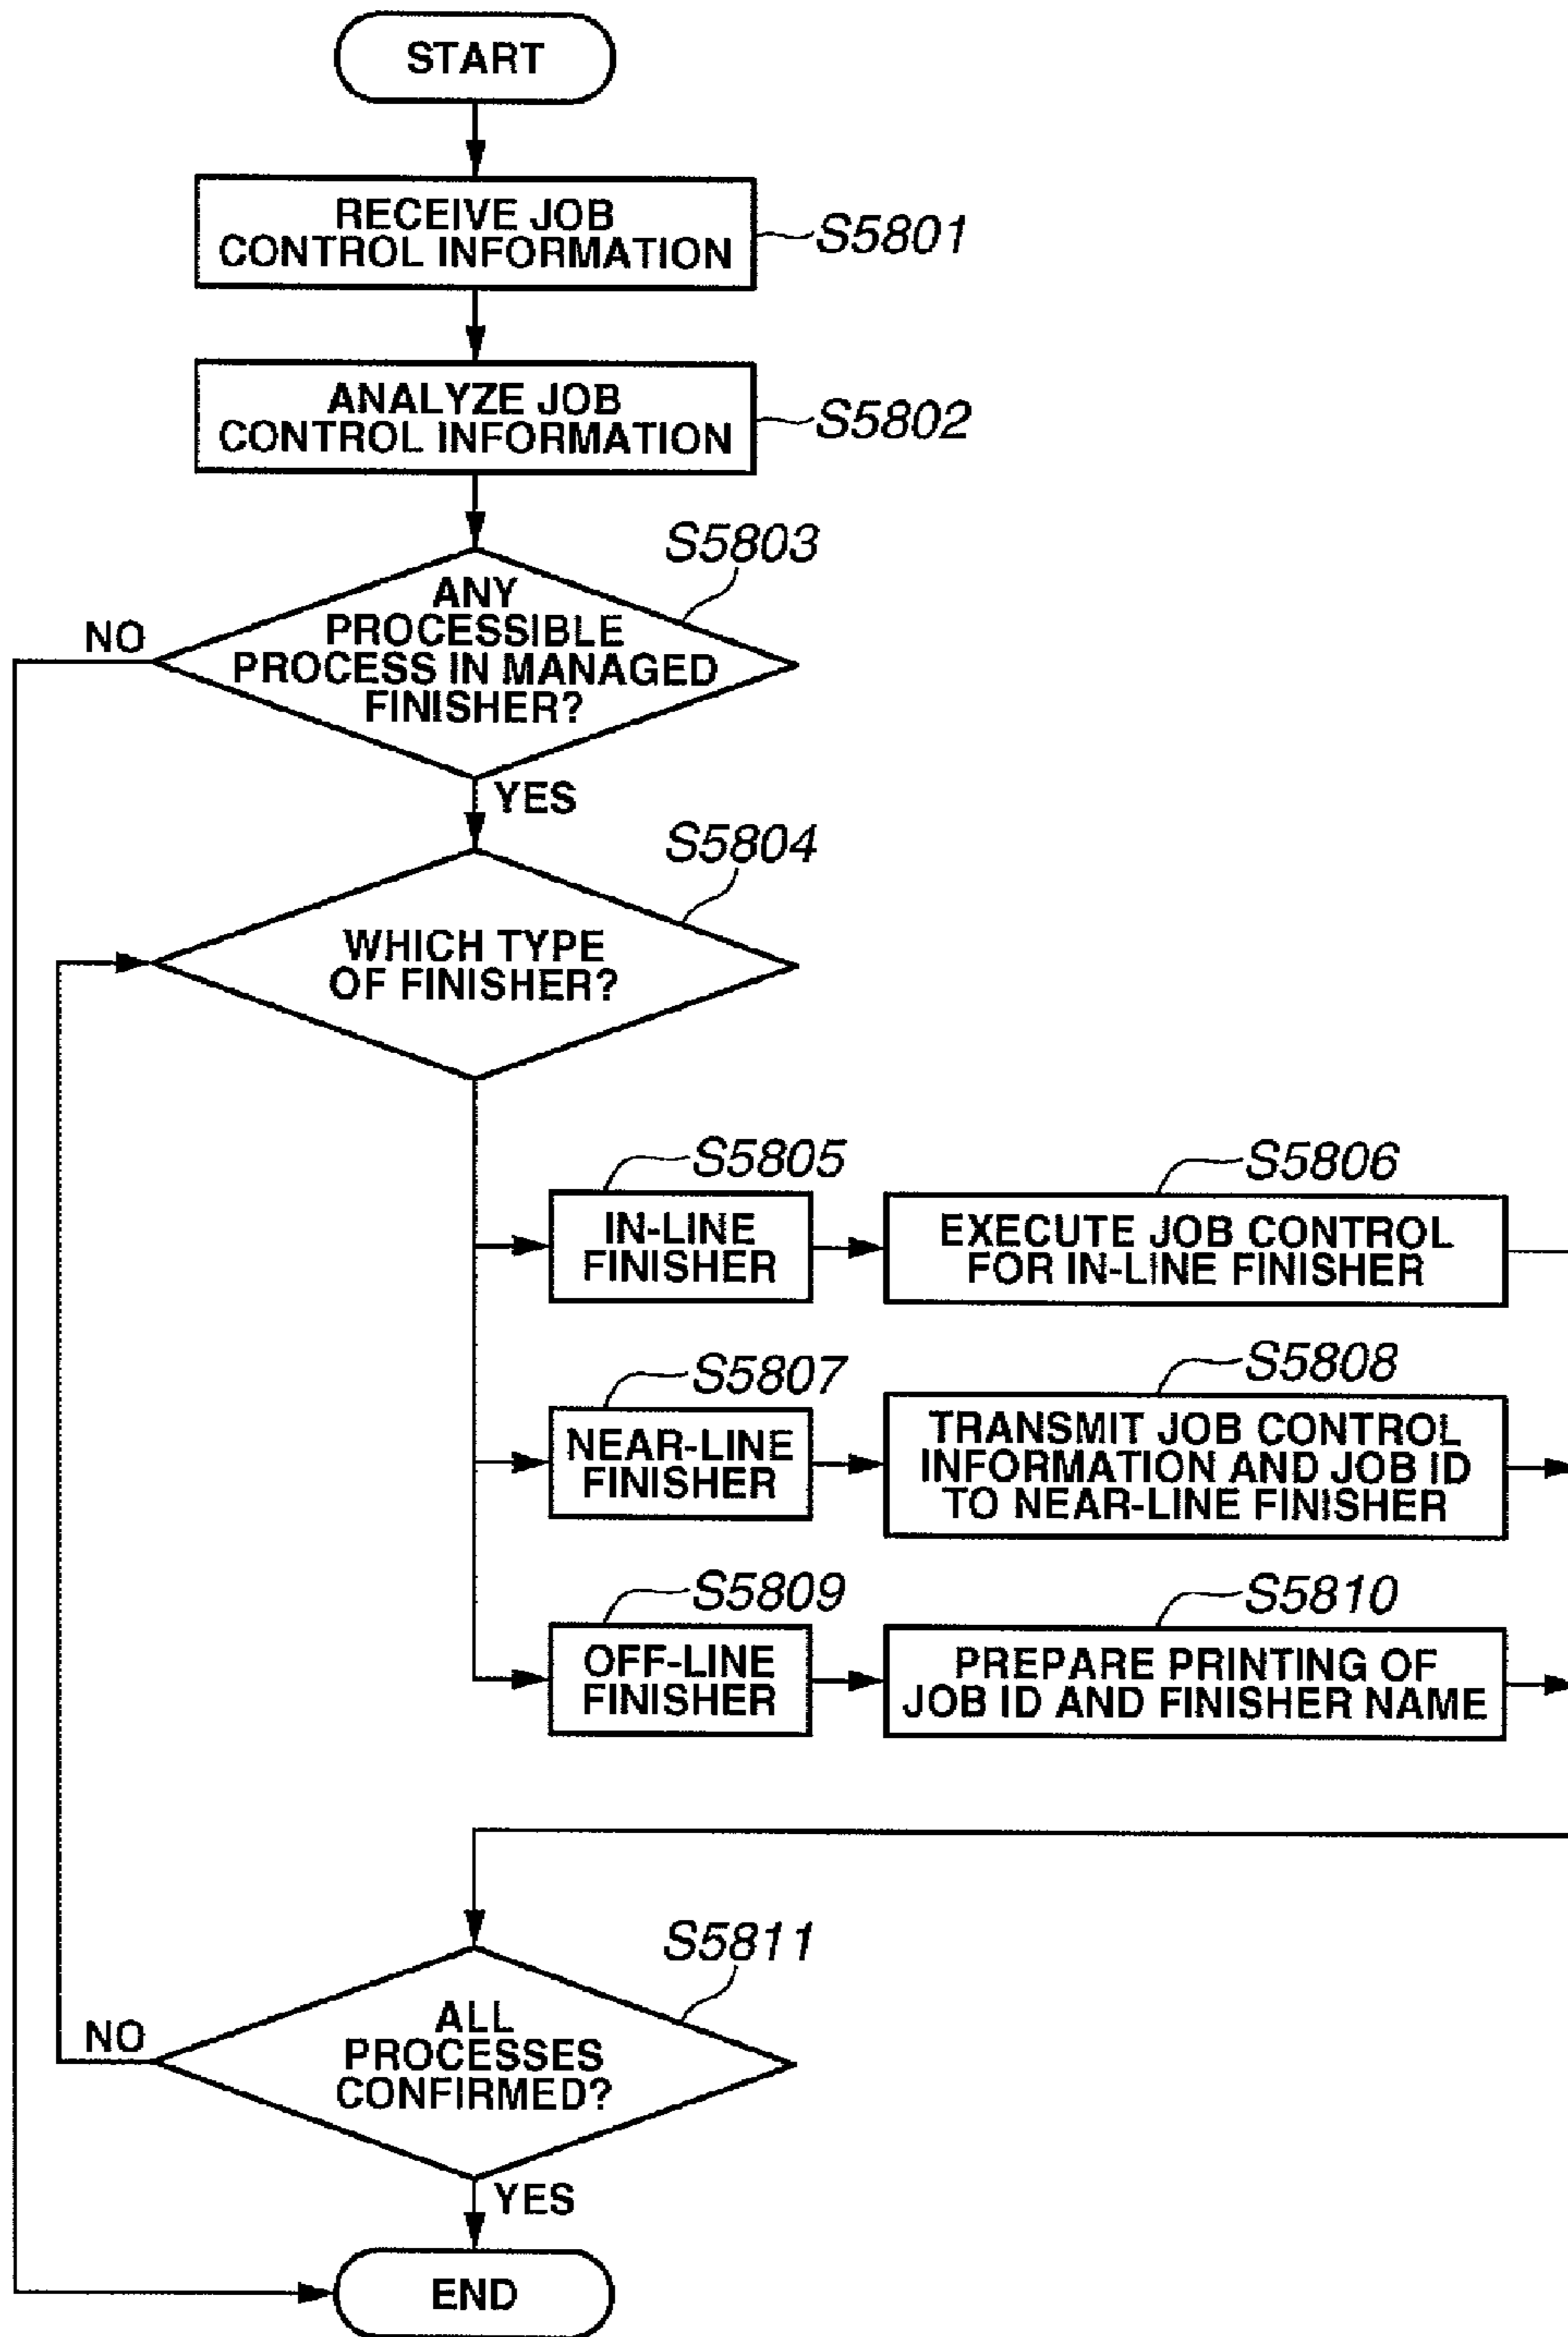 START
RECEIVE JOB
CONTROL INFORMATION
S5801
ANALYZE JOB
CONTROL INFORMATION
S5802
S5803
ANY
PROCESSIBLE
PROCESS IN MANAGED
FINISHER?
NO
YES
S5804
WHICH TYPE
OF FINISHER?
S5805
IN-LINE
FINISHER
S5806
EXECUTE JOB CONTROL
FOR IN-LINE FINISHER
S5807
NEAR-LINE
FINISHER
S5808
TRANSMIT JOB CONTROL
INFORMATION AND JOB ID
TO NEAR-LINE FINISHER
S5809
OFF-LINE
FINISHER
S5810
PREPARE PRINTING OF
JOB ID AND FINISHER NAME
S5811
ALL
PROCESSES
CONFIRMED?
NO
YES
END